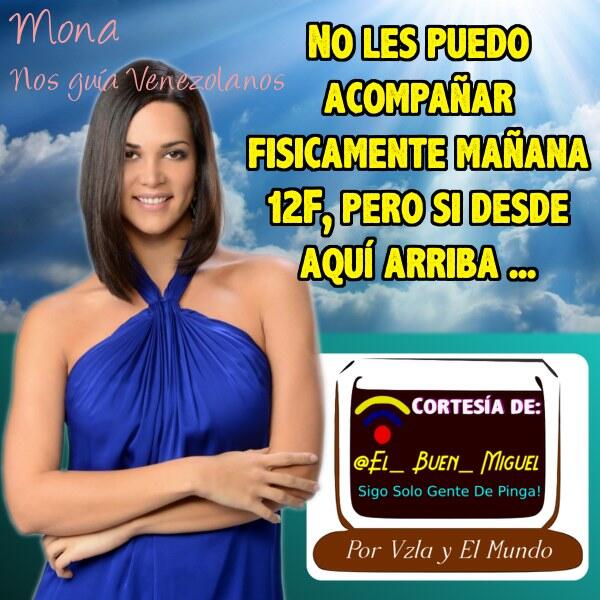 Mona
Nos guía Venezolanos
No les puedo
acompañar
fisicamente mañana
12F, pero si desde
aquí arriba ...
Cortesía de:
@El_ Buen_ Miguel
Sigo Solo Gente De Pinga!
Por Vzla y El Mundo